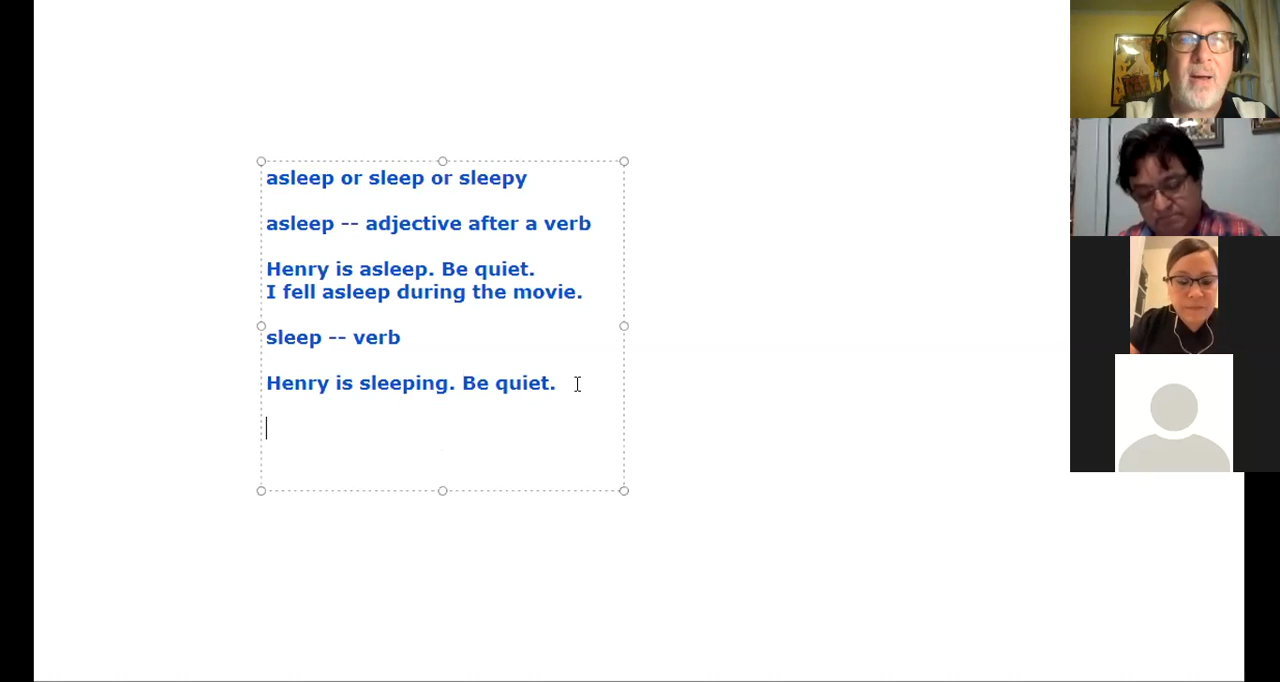 asleep or sleep or sleepy
asleep -- adjective after a verb
Henry is asleep. Be quiet.
I fell asleep during the movie.
sleep -- verb
Henry is sleeping. Be quiet.